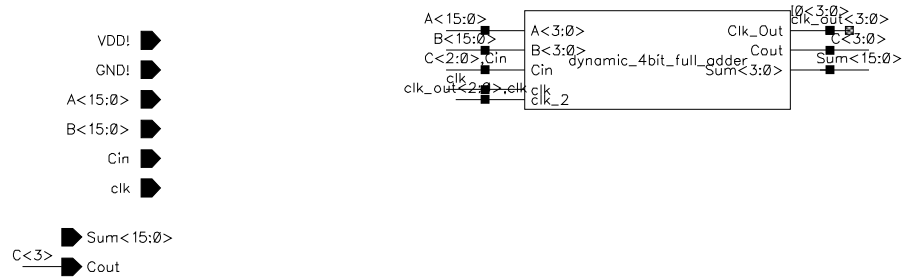 VDD!
GND!
A<15:0>
B<15:0>
Cin
clk
Sum<15:0>
C<3>
Cout
A<15:0>
B<15:0>
C<2:0>,Cin
clk
clk_out<2:0>,clk
A<3:0>
B<3:0>
Cin
clk
clk_2
dynamic_4bit_full_adder
Clk_Out
Cout
Sum<3:0>
I0<3:0>
clk_out<3:0>
C<3:0>
Sum<15:0>